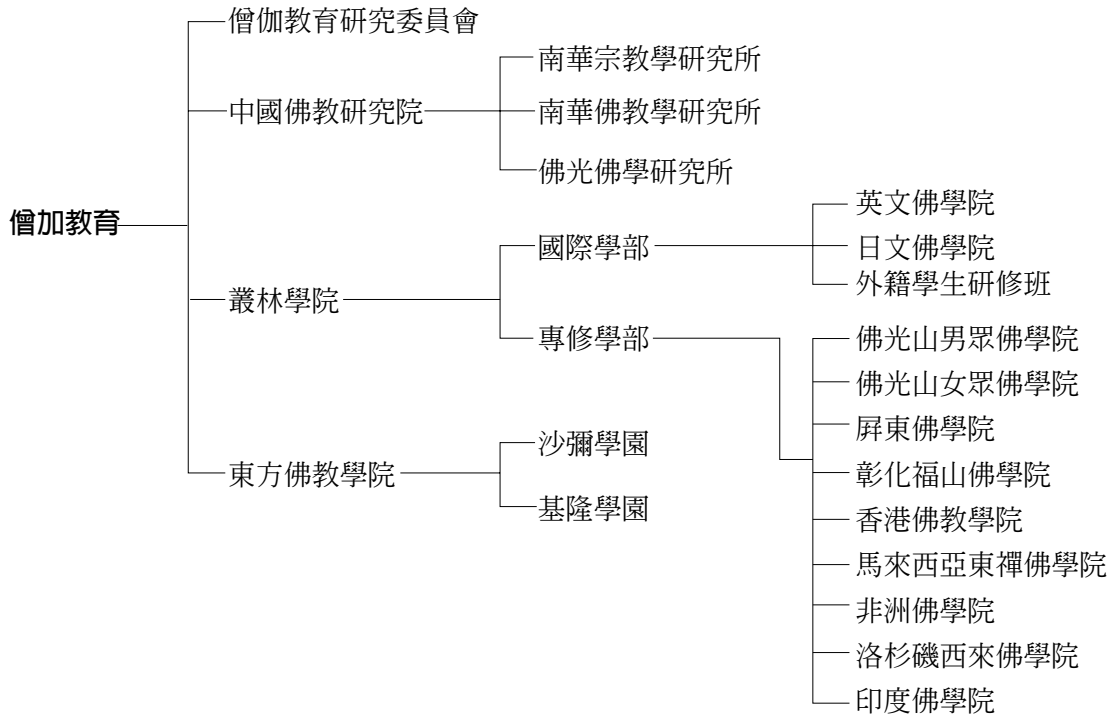 僧加教育
僧伽教育研究委員會
中國佛教研究院
南華宗教學研究所
南華佛教學研究所
佛光佛學研究所
叢林學院
國際學部
英文佛學院
日文佛學院
外籍學生研修班
專修學部
佛光山男眾佛學院
佛光山女眾佛學院
屏東佛學院
彰化福山佛學院
香港佛教學院
馬來西亞東禪佛學院
非洲佛學院
洛杉磯西來佛學院
印度佛學院
東方佛教學院
沙彌學園
基隆學園